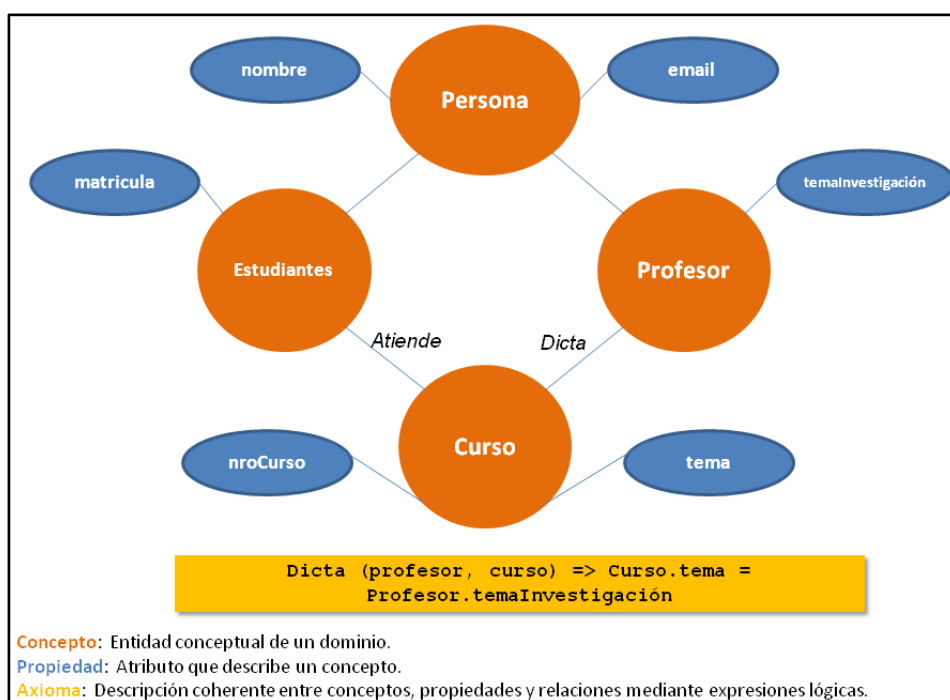 nombre
email
Persona
matricula
temaInvestigación
Estudiantes
Profesor
Atiende
Dicta
Curso
nroCurso
tema
Dicta (profesor, curso) => Curso.tema =
Profesor.temaInvestigación
Concepto: Entidad conceptual de un dominio.
Propiedad: Atributo que describe un concepto.
Axioma: Descripción coherente entre conceptos, propiedades y relaciones mediante expresiones lógicas.